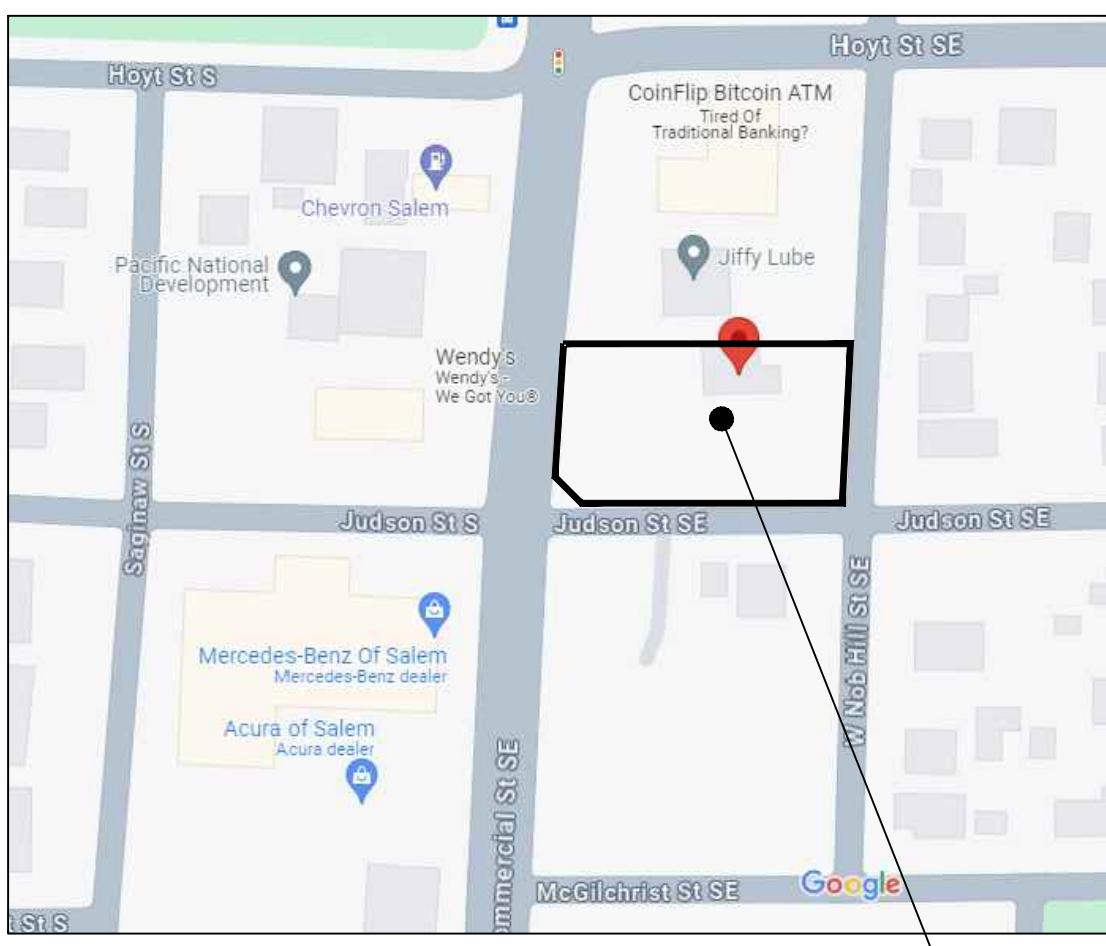 Hoyt St SE
Hoyt St S
CoinFlip Bitcoin ATM
Tired Of
Traditional Banking?
Chevron Salem
Pacific National
Development
Jiffy Lube
Wendy's
Wendy's -
We Got You®
Saginaw St S
Judson St S
Judson St SE
Judson St SE
W Nob Hill St SE
Mercedes-Benz Of Salem
Mercedes-Benz dealer
Acura of Salem
Acura dealer
ommercial St SE
McGilchrist St SE
Google
t St S